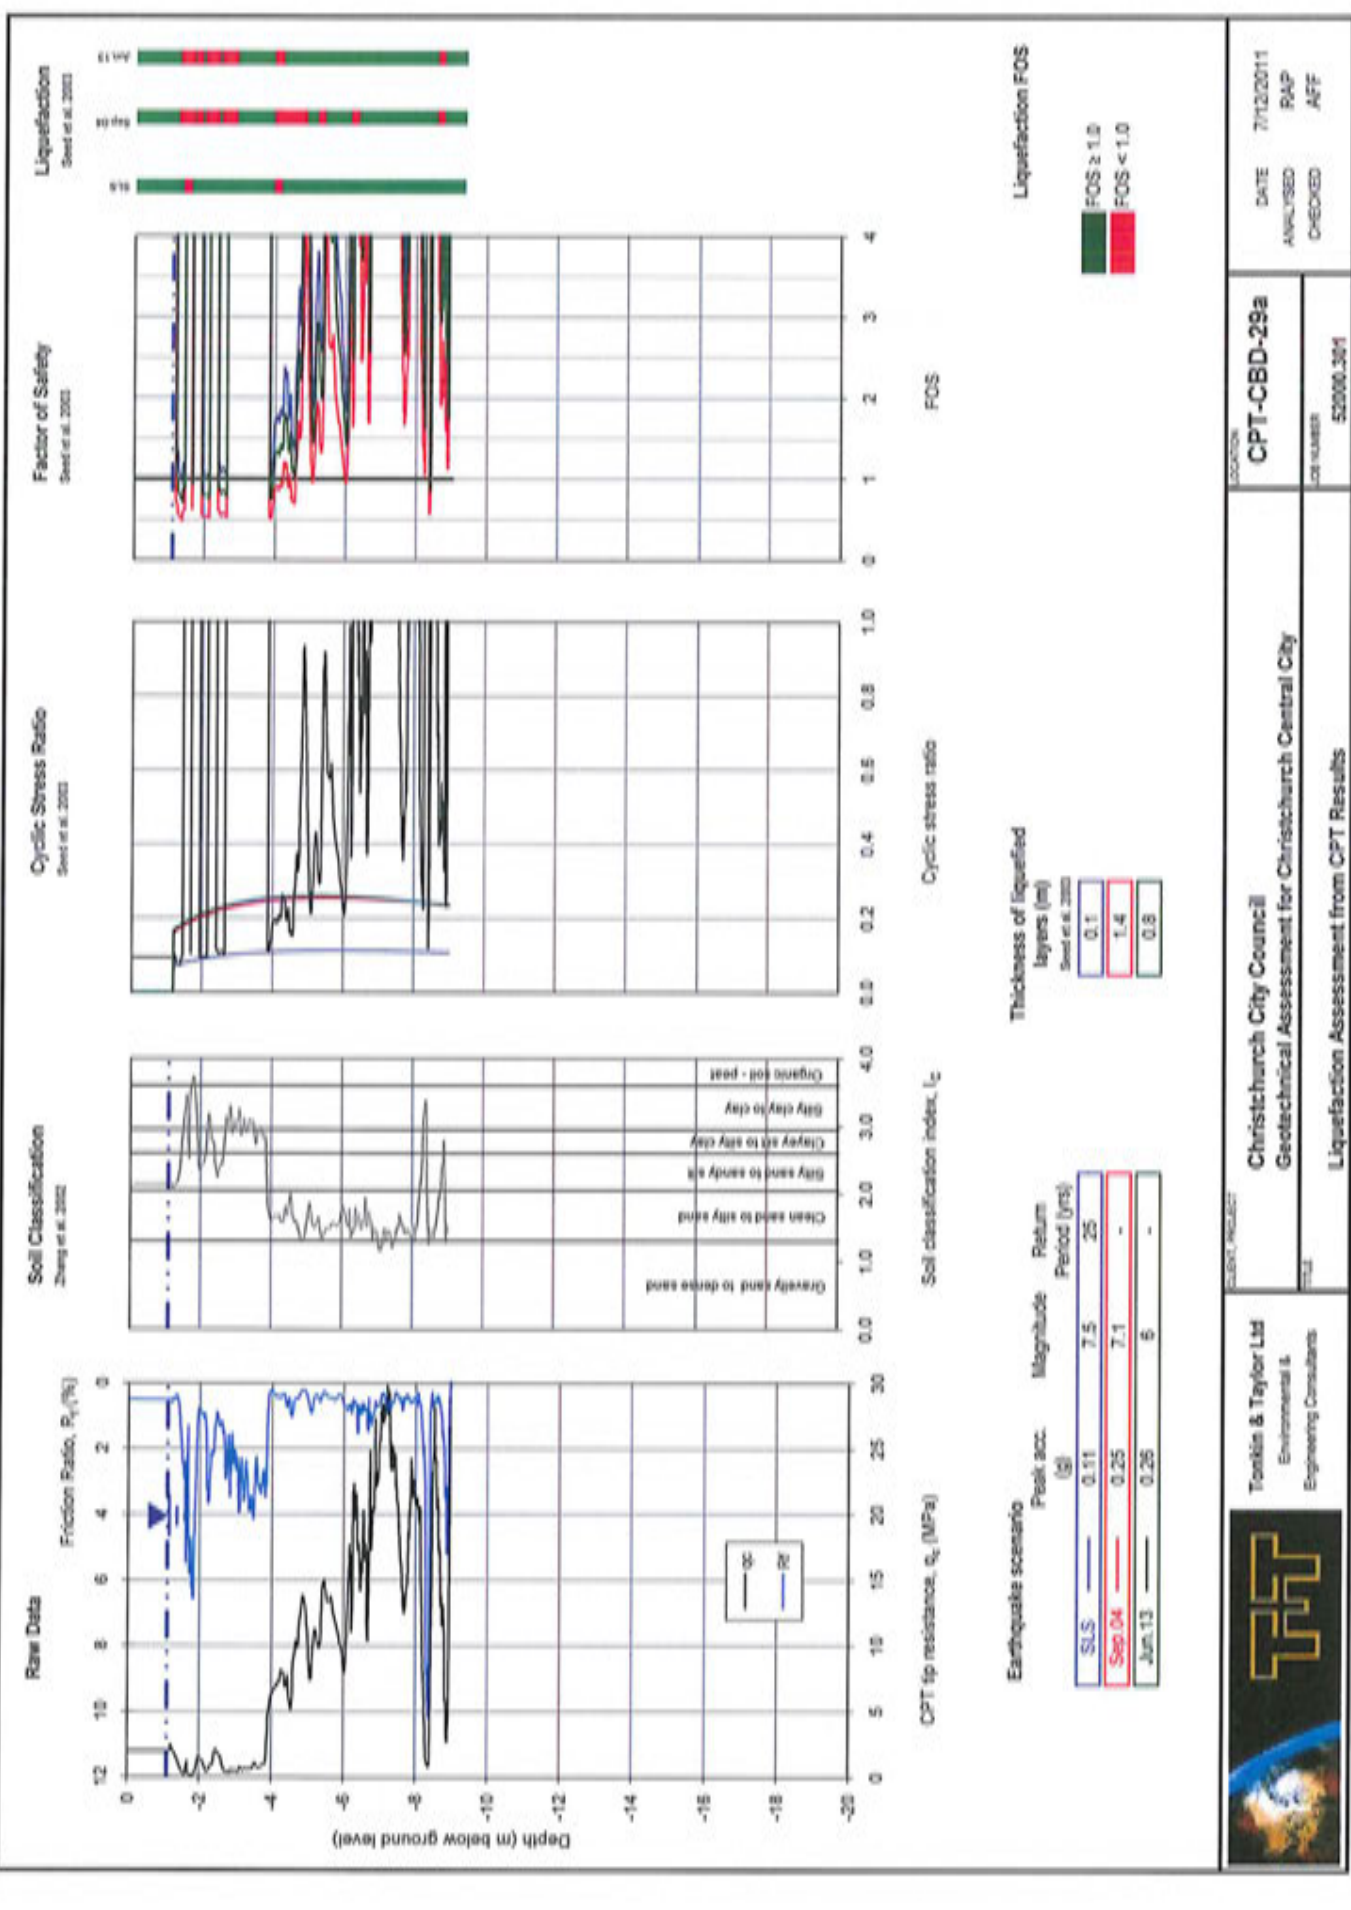 Raw Data
Friction Ratio, Rf (%)
12 10 8 6 4 2 0
0
-2
-4
-6
-8
-10
-12
-14
-16
-18
-20
Depth (m below ground level)
qc
Rf
0 5 10 15 20 25 30
CPT tip resistance, qc (MPa)
Soil Classification
Zhang et al. 2002
Gravelly sand to dense sand
Clean sand to silty sand
Silty sand to sandy silt
Clayey silt to silty clay
Silty clay to clay
Organic soil - peat
0.0 1.0 2.0 3.0 4.0
Soil classification index, Ic
Cyclic Stress Ratio
Seed et al. 2003
0.0 0.2 0.4 0.6 0.8 1.0
Cyclic stress ratio
Factor of Safety
Seed et al. 2003
0 1 2 3 4
FOS
Liquefaction
Seed et al. 2003
SLS Sep.04 Jun.13
Earthquake scenario
Peak acc. (g)
Magnitude
Return Period (yrs)
SLS 0.11 7.5 25
Sep.04 0.25 7.1 -
Jun.13 0.26 6 -
Thickness of liquefied
layers (m)
Seed et al. 2003
0.1
1.4
0.8
Liquefaction FOS
FOS ≥ 1.0
FOS < 1.0
T+T
Tonkin & Taylor Ltd
Environmental &
Engineering Consultants
CLIENT, PROJECT
Christchurch City Council
Geotechnical Assessment for Christchurch Central City
TITLE
Liquefaction Assessment from CPT Results
LOCATION
CPT-CBD-29a
JOB NUMBER
52000.301
DATE 7/12/2011
ANALYSED RAP
CHECKED AFF